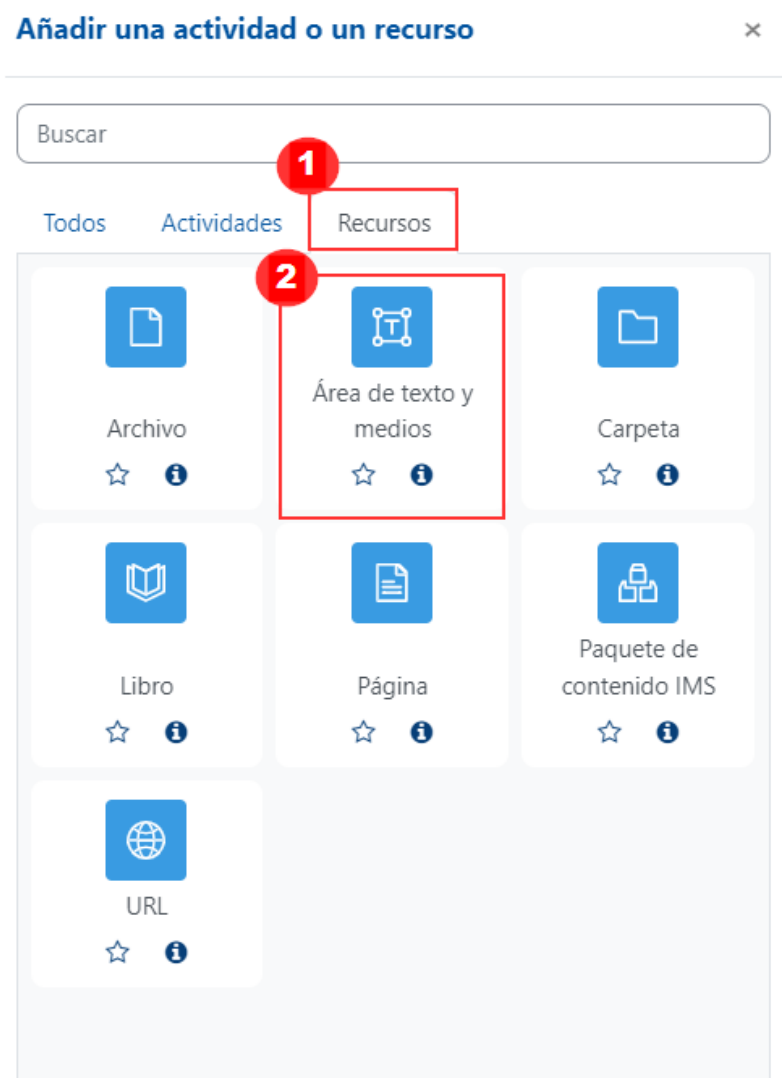 Añadir una actividad o un recurso ×
Buscar
1
Todos Actividades Recursos
2
Archivo
Área de texto y
medios
Carpeta
Libro
Página
Paquete de
contenido IMS
URL